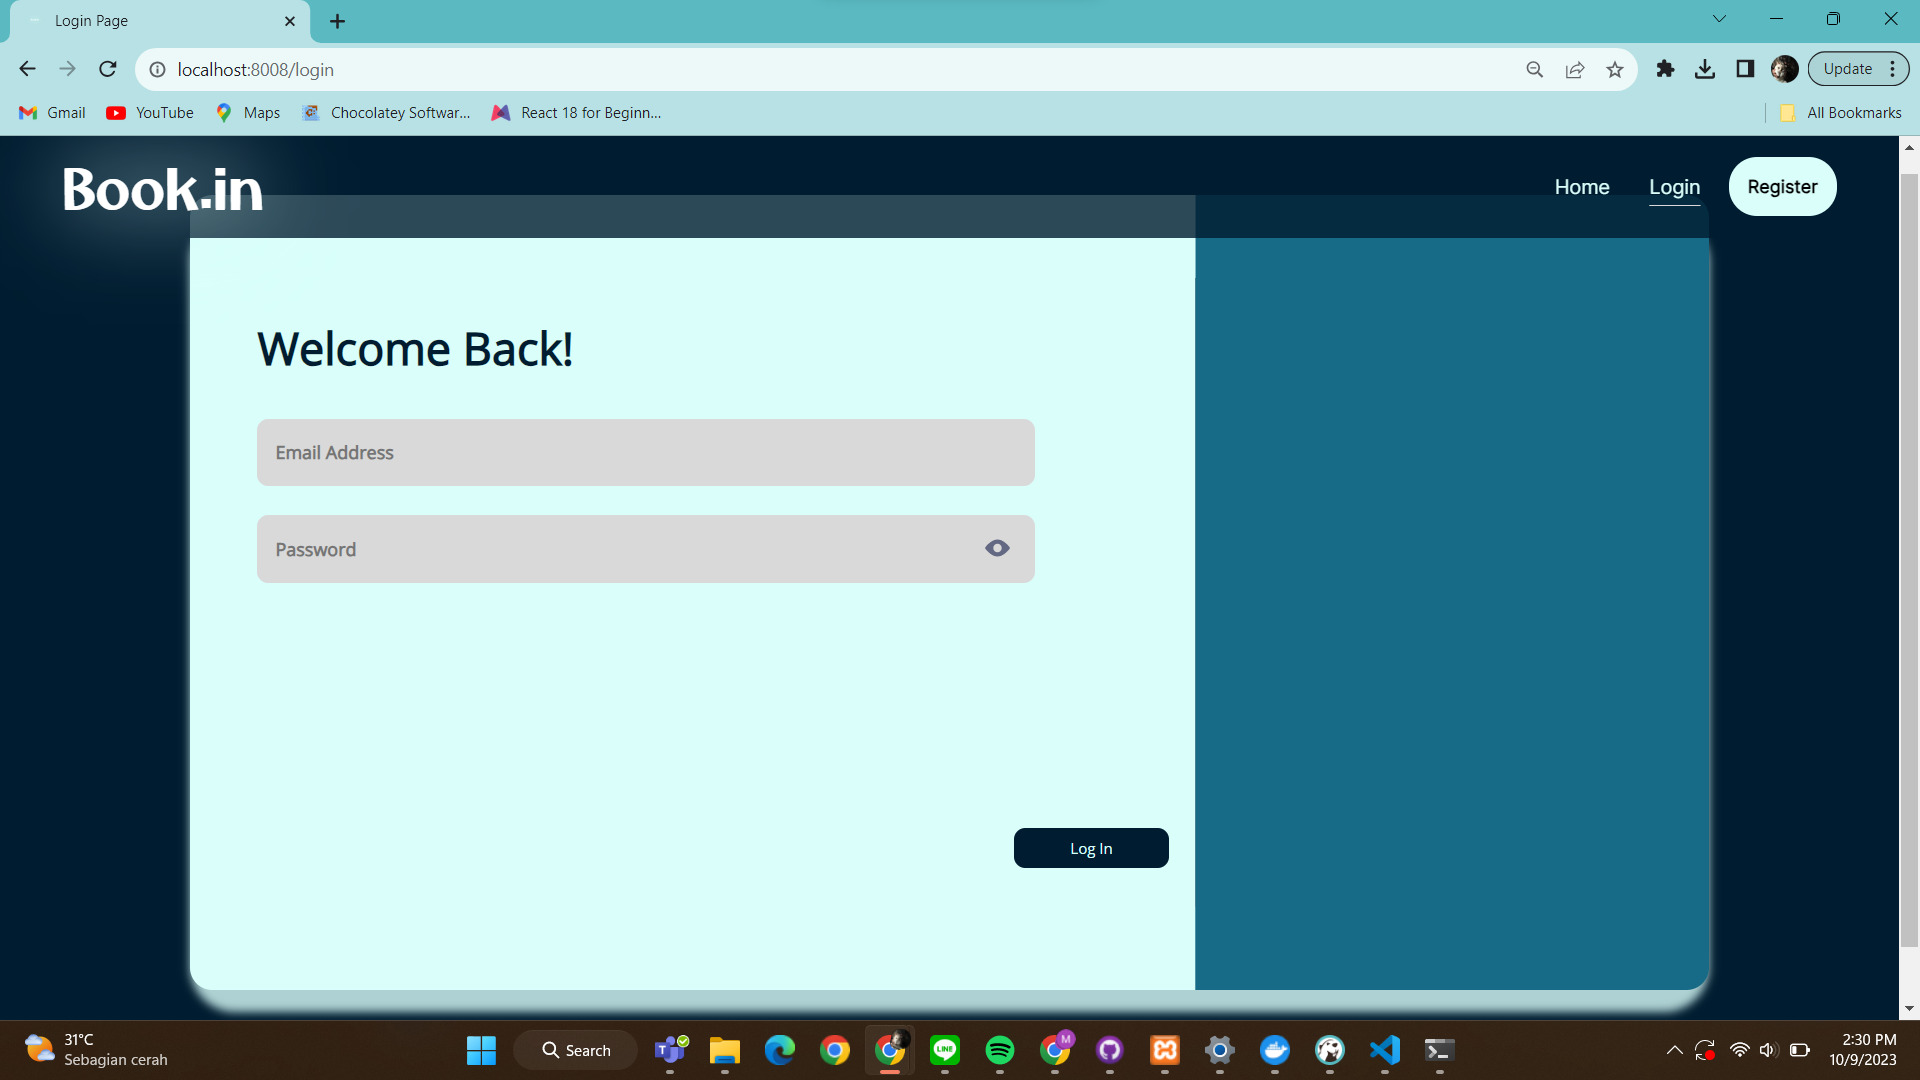 Login Page
localhost:8008/login
Update
Gmail
YouTube
Maps
Chocolatey Softwar...
React 18 for Beginn...
All Bookmarks
Book.in
Home
Login
Register
Welcome Back!
Email Address
Password
Log In
31°C
Sebagian cerah
Search
T
LINE
M
2:30 PM
10/9/2023